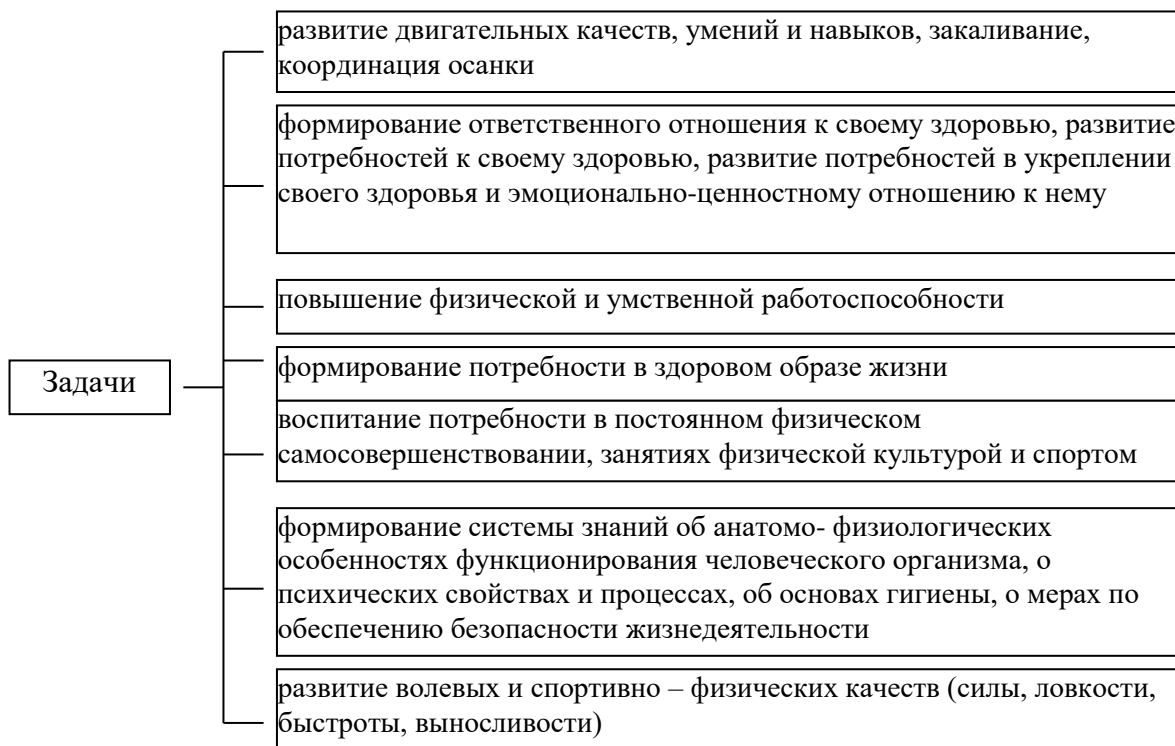 развитие двигательных качеств, умений и навыков, закаливание,
координация осанки
формирование ответственного отношения к своему здоровью, развитие
потребностей к своему здоровью, развитие потребностей в укреплении
своего здоровья и эмоционально-ценностному отношению к нему
повышение физической и умственной работоспособности
Задачи
формирование потребности в здоровом образе жизни
воспитание потребности в постоянном физическом
самосовершенствовании, занятиях физической культурой и спортом
формирование системы знаний об анатомо- физиологических
особенностях функционирования человеческого организма, о
психических свойствах и процессах, об основах гигиены, о мерах по
обеспечению безопасности жизнедеятельности
развитие волевых и спортивно – физических качеств (силы, ловкости,
быстроты, выносливости)